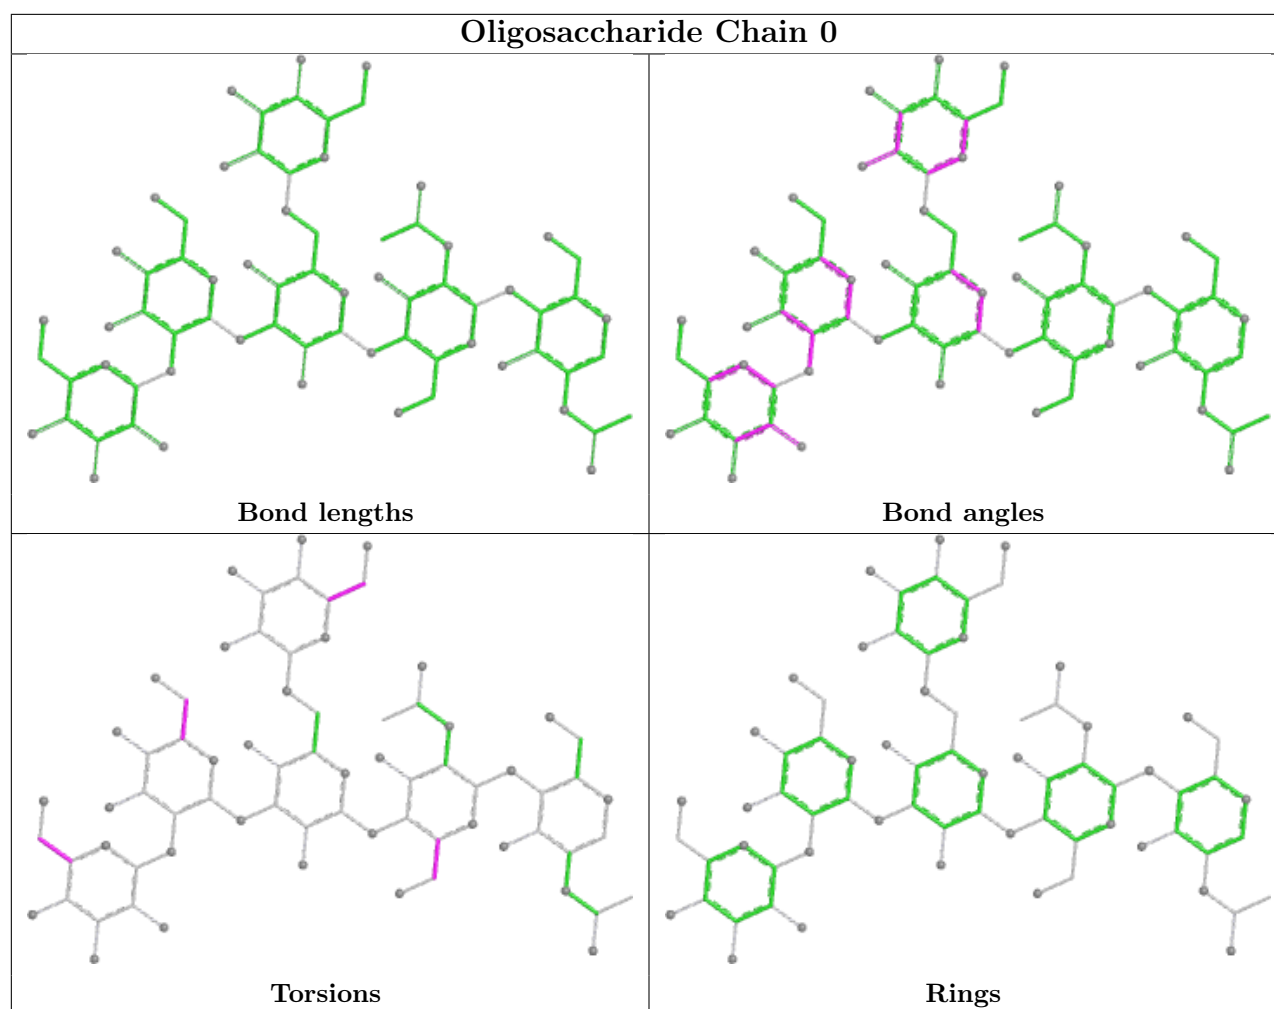 Oligosaccharide Chain 0
Bond lengths
Bond angles
Torsions
Rings